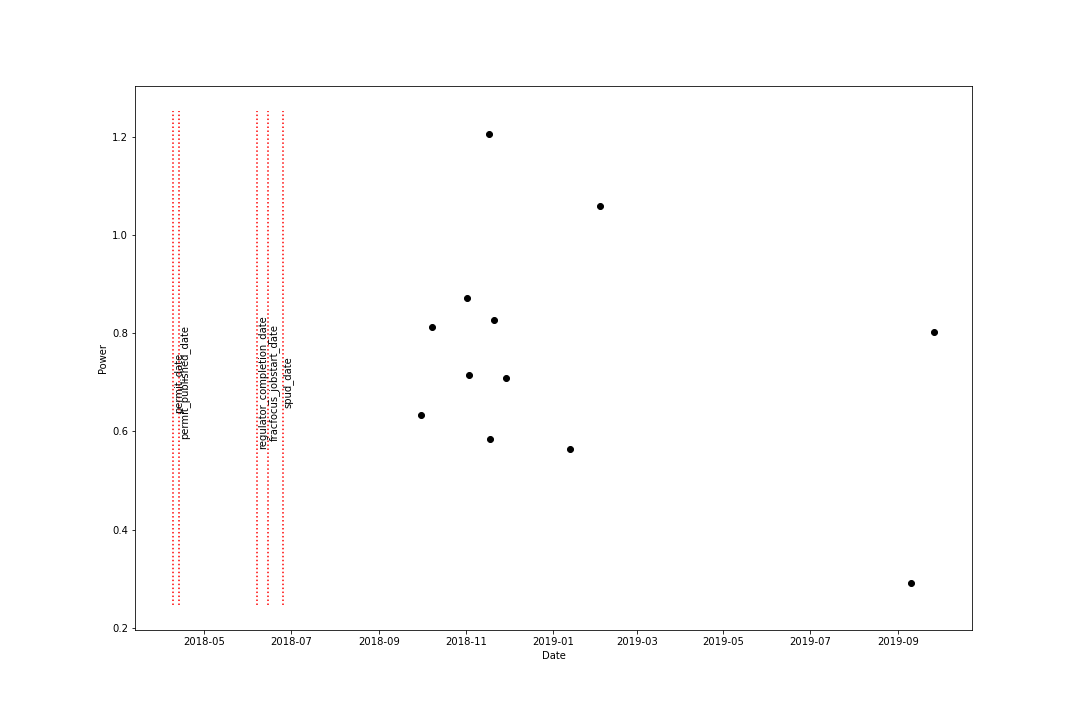 1.2
1.0
0.8
0.6
0.4
0.2
Power
permit_date
permit_published_date
regulator_completion_date
fracfocus_jobstart_date
spud_date
2018-05 2018-07 2018-09 2018-11 2019-01 2019-03 2019-05 2019-07 2019-09
Date